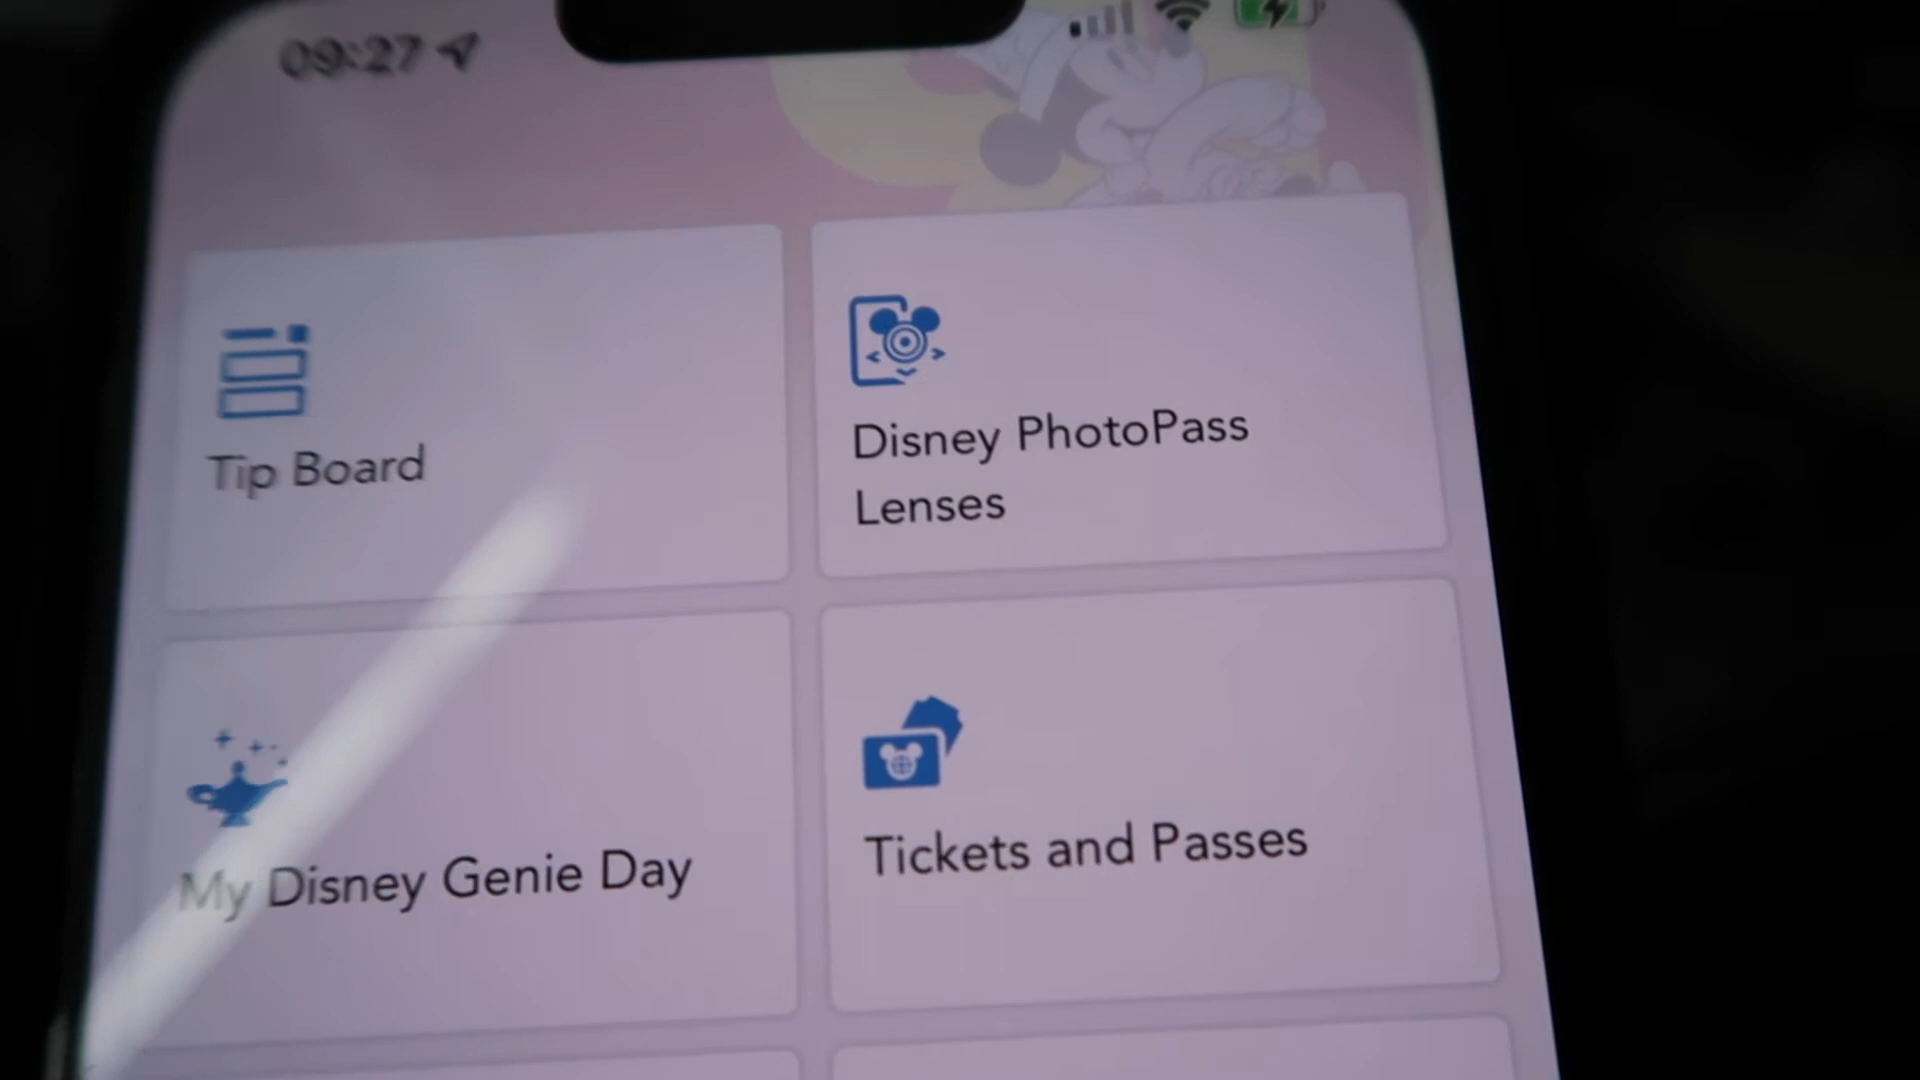 09:27
Tip Board
Disney PhotoPass
Lenses
My Disney Genie Day
Tickets and Passes